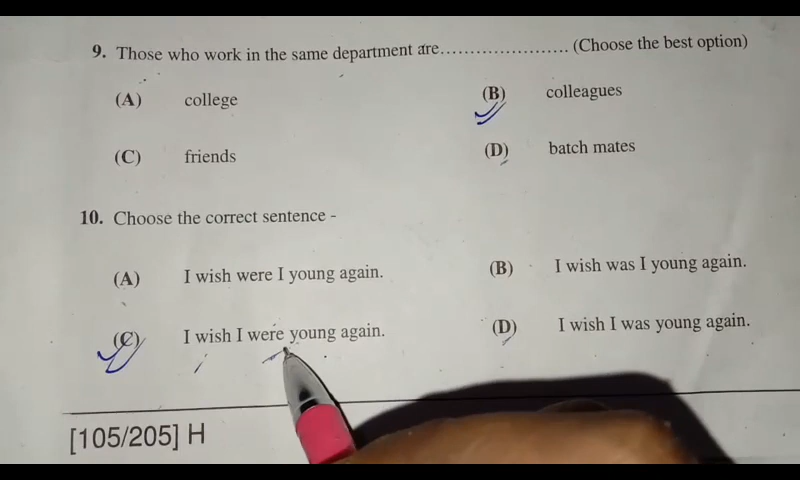 9. Those who work in the same department are...................... (Choose the best option)
(A) college (B) colleagues
(C) friends (D) batch mates
10. Choose the correct sentence -
(A) I wish were I young again. (B) I wish was I young again.
(C) I wish I were young again. (D) I wish I was young again.
[105/205] H